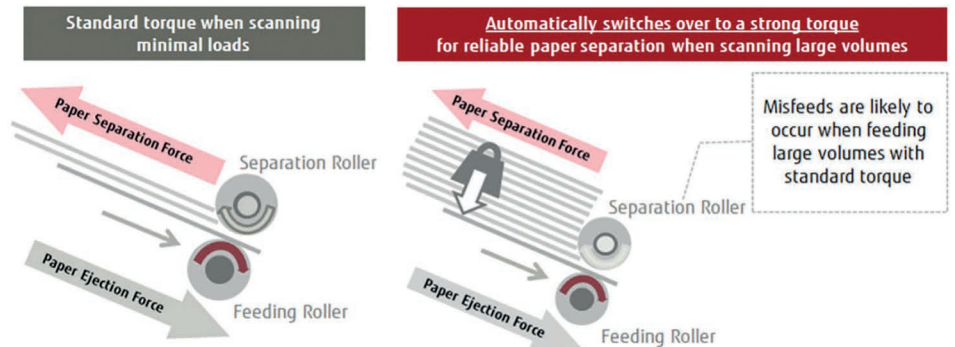 Standard torque when scanning
minimal loads
Automatically switches over to a strong torque
for reliable paper separation when scanning large volumes
Paper Separation Force
Separation Roller
Paper Ejection Force
Feeding Roller
Paper Separation Force
Misfeeds are likely to
occur when feeding
large volumes with
standard torque
Separation Roller
Paper Ejection Force
Feeding Roller